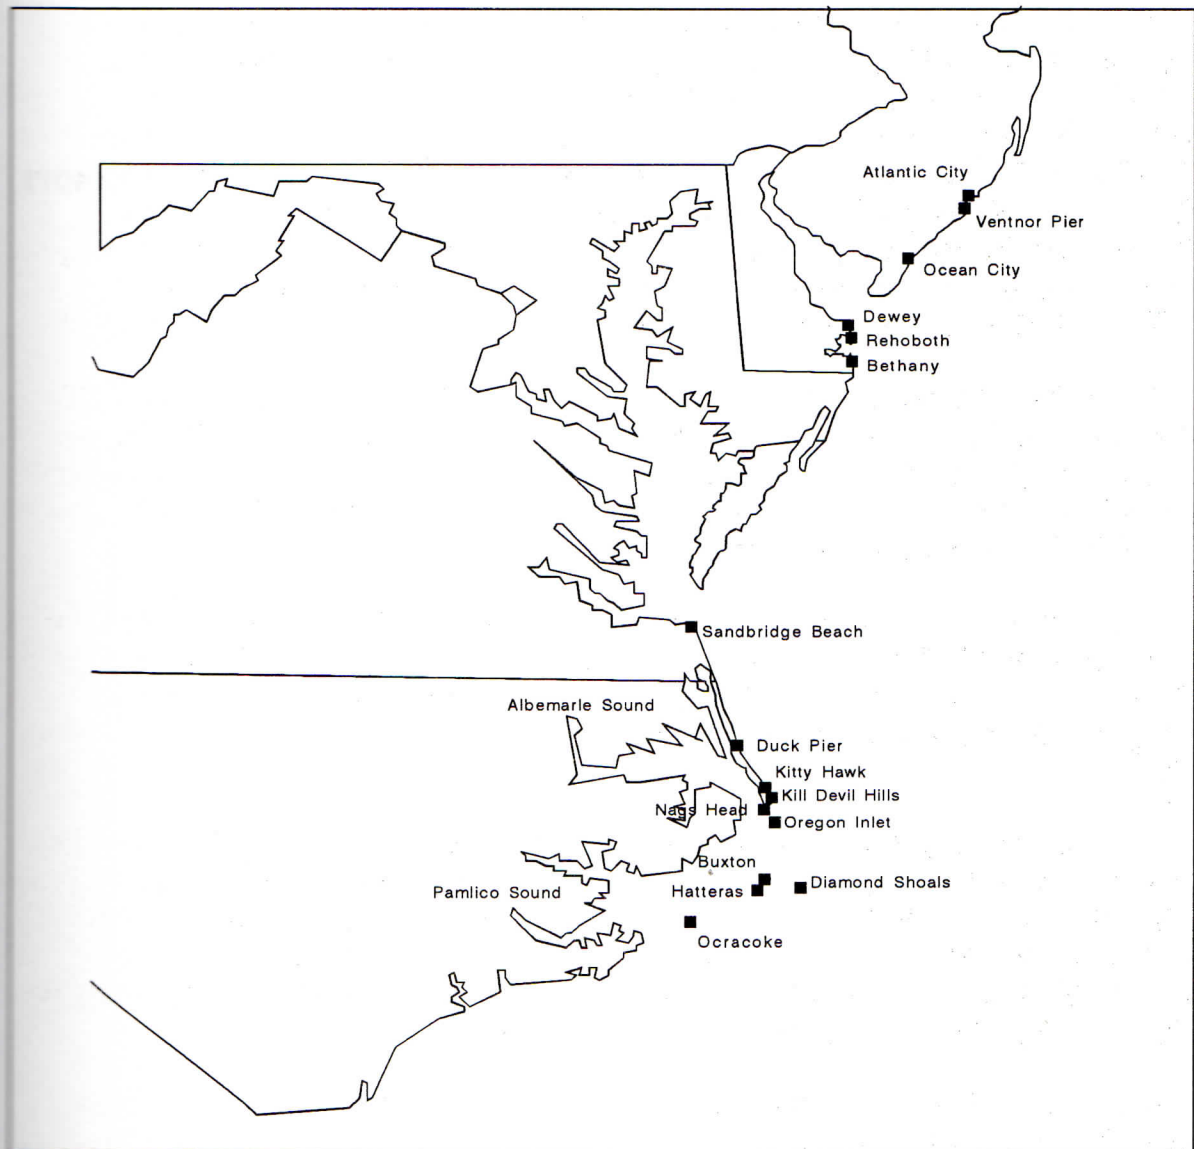 Atlantic City
Ventnor Pier
Ocean City
Dewey
Rehoboth
Bethany
Sandbridge Beach
Albemarle Sound
Duck Pier
Kitty Hawk
Kill Devil Hills
Nags Head
Oregon Inlet
Buxton
Diamond Shoals
Hatteras
Pamlico Sound
Ocracoke